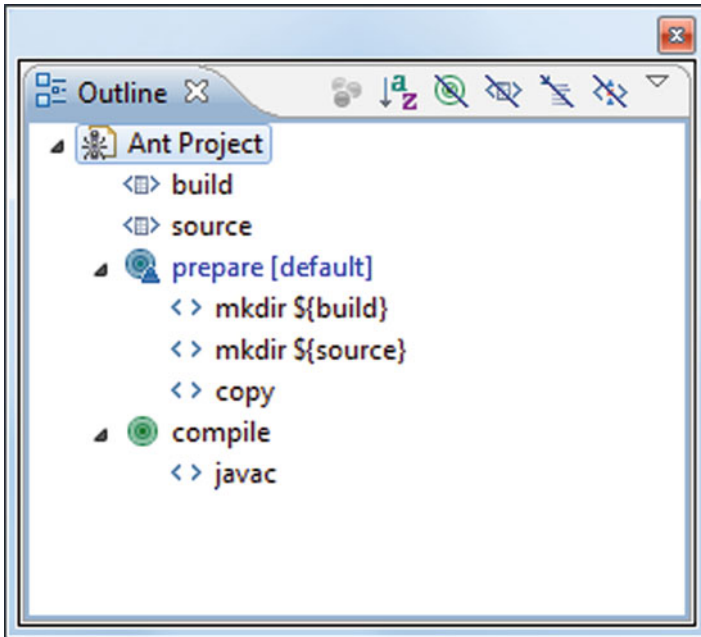 Outline
Ant Project
build
source
prepare [default]
mkdir ${build}
mkdir ${source}
copy
compile
javac